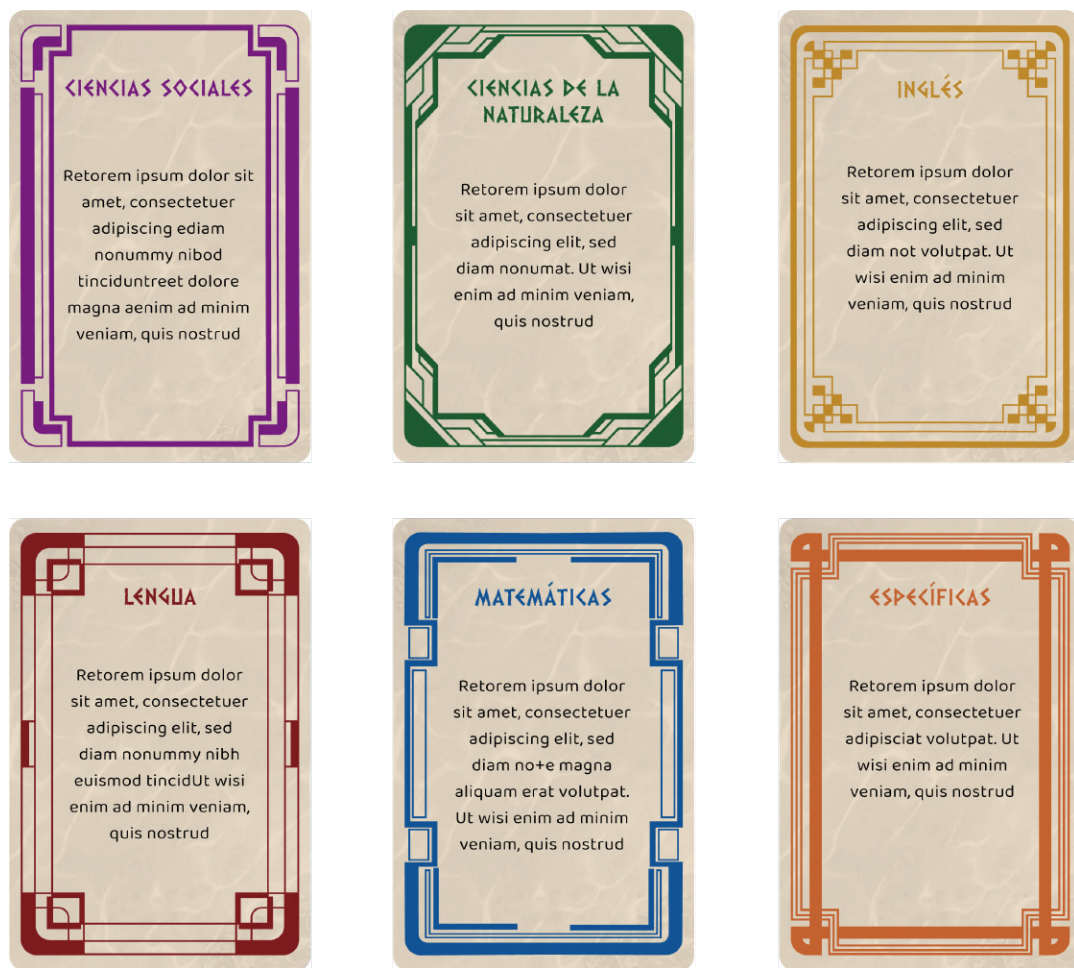 CIENCIAS SOCIALES
Retorem ipsum dolor sit
amet, consectetuer
adipiscing ediam
nonummy nibod
tinciduntreet dolore
magna aenim ad minim
veniam, quis nostrud
CIENCIAS DE LA
NATURALEZA
Retorem ipsum dolor
sit amet, consectetuer
adipiscing elit, sed
diam nonumat. Ut wisi
enim ad minim veniam,
quis nostrud
INGLÉS
Retorem ipsum dolor
sit amet, consectetuer
adipiscing elit, sed
diam not volutpat. Ut
wisi enim ad minim
veniam, quis nostrud
LENGUA
Retorem ipsum dolor
sit amet, consectetuer
adipiscing elit, sed
diam nonummy nibh
euismod tincidUt wisi
enim ad minim veniam,
quis nostrud
MATEMÁTICAS
Retorem ipsum dolor
sit amet, consectetuer
adipiscing elit, sed
diam no+e magna
aliquam erat volutpat.
Ut wisi enim ad minim
veniam, quis nostrud
ESPECÍFICAS
Retorem ipsum dolor
sit amet, consectetuer
adipisciat volutpat. Ut
wisi enim ad minim
veniam, quis nostrud